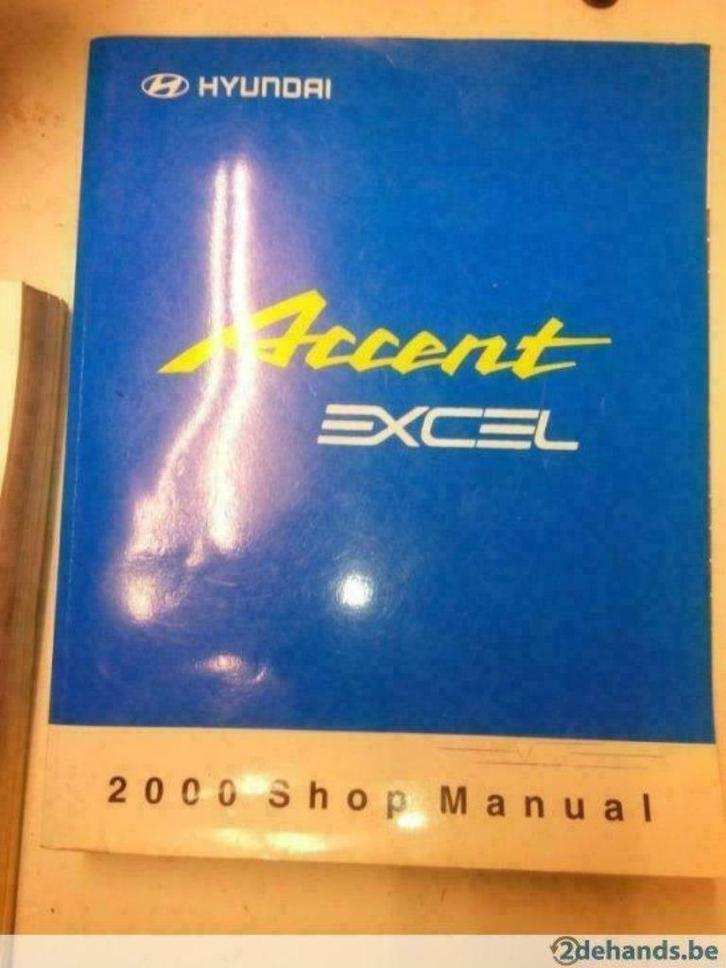 HYUNDAI
Accent
EXCEL
2000 Shop Manual
2dehands.be